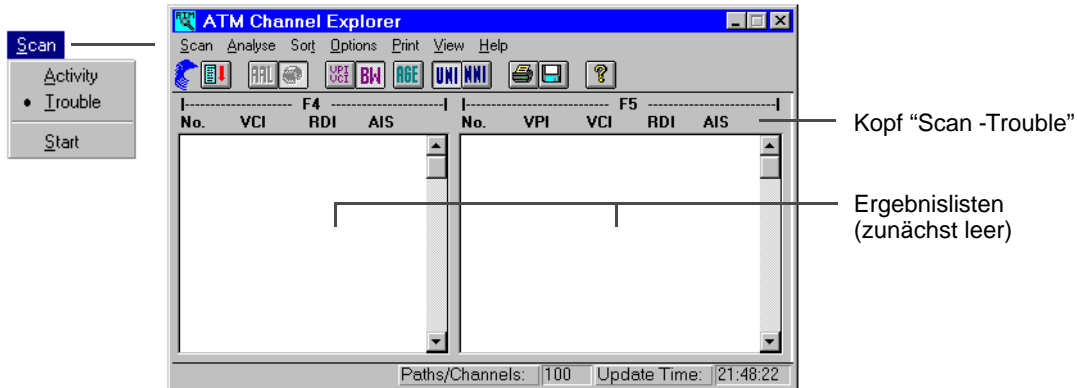 ATM
ATM Channel Explorer
Scan
Scan Analyse Sort Options Print View Help
Activity
Trouble
Start
AAL VPI VCI BW AGE UNI NNI ?
|---------------------- F4 ----------------------| |---------------------------- F5 -------------------------|
No. VCI RDI AIS No. VPI VCI RDI AIS
Kopf “Scan -Trouble”
Ergebnislisten
(zunächst leer)
Paths/Channels: 100 Update Time: 21:48:22